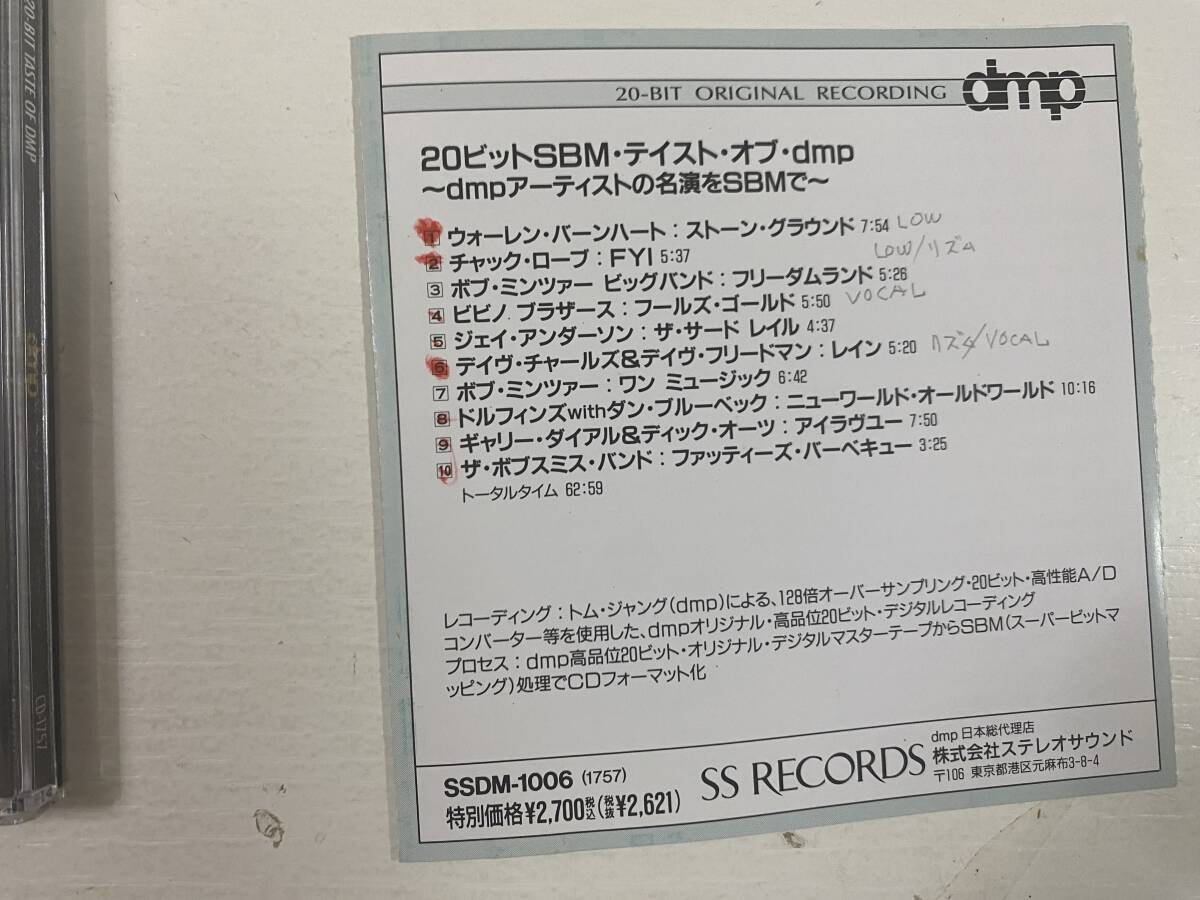 20-BIT TASTE OF DMP
dmp
CD-1757
20-BIT ORIGINAL RECORDING dmp
20ビットSBM・テイスト・オブ・dmp
〜dmpアーティストの名演をSBMで〜
1 ウォーレン・バーンハート：ストーン・グラウンド 7:54 LOW
2 チャック・ローブ：FYI 5:37 LOW/リズム
3 ボブ・ミンツァー ビッグバンド：フリーダムランド 5:26
4 ビビノ ブラザース：フールズ・ゴールド 5:50 VOCAL
5 ジェイ・アンダーソン：ザ・サード レイル 4:37
6 デイヴ・チャールズ&デイヴ・フリードマン：レイン 5:20 リズム/VOCAL
7 ボブ・ミンツァー：ワン ミュージック 6:42
8 ドルフィンズwithダン・ブルーベック：ニューワールド・オールドワールド 10:16
9 ギャリー・ダイアル&ディック・オーツ：アイラヴユー 7:50
10 ザ・ボブスミス・バンド：ファッティーズ・バーベキュー 3:25
トータルタイム 62:59
レコーディング：トム・ジャング(dmp)による、128倍オーバーサンプリング・20ビット・高性能A/D
コンバーター等を使用した、dmpオリジナル・高品位20ビット・デジタルレコーディング
プロセス：dmp高品位20ビット・オリジナル・デジタルマスターテープからSBM(スーパービットマ
ッピング)処理でCDフォーマット化
SSDM-1006 (1757)
特別価格¥2,700税込(税抜¥2,621)
SS RECORDS
dmp 日本総代理店
株式会社ステレオサウンド
〒106 東京都港区元麻布3-8-4